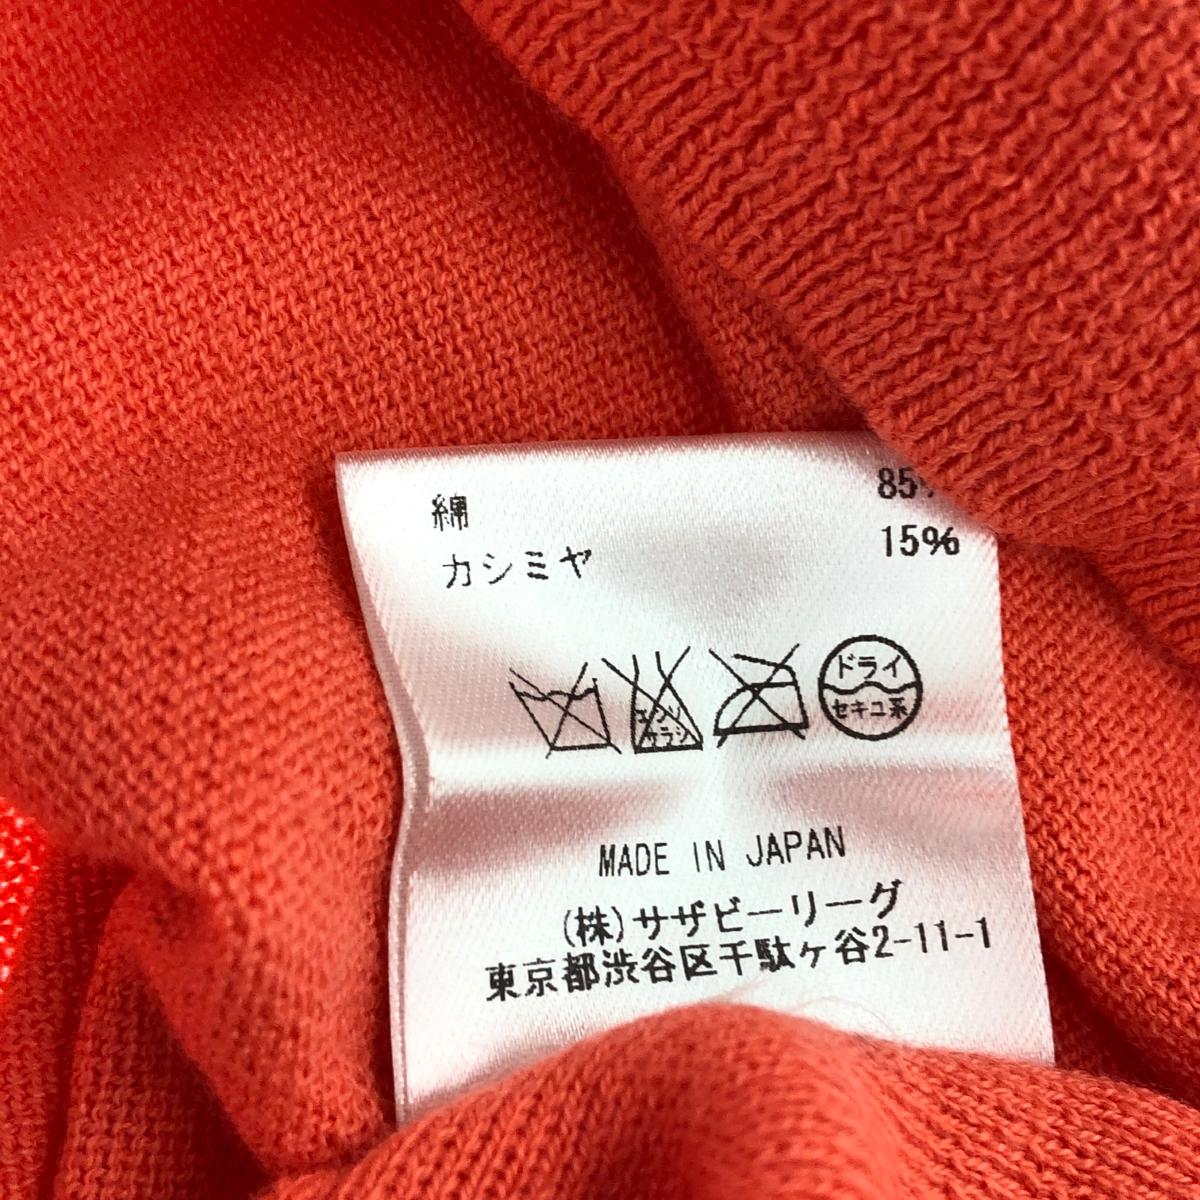 綿 85%
カシミヤ 15%
エンソ サラシ
ドライ
セキユ系
MADE IN JAPAN
(株)サザビーリーグ
東京都渋谷区千駄ヶ谷2-11-1